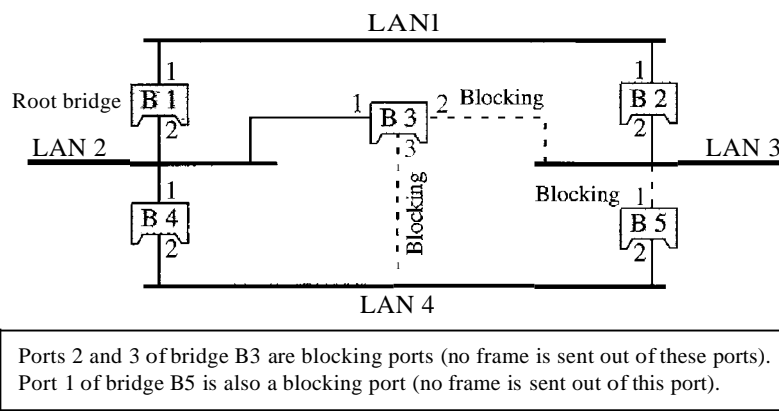 LAN1
1
1
Root bridge
B 1
1
B 3
2
Blocking
B 2
2
3
2
LAN 2
LAN 3
Blocking
1
Blocking
1
B 4
B 5
2
2
LAN 4
Ports 2 and 3 of bridge B3 are blocking ports (no frame is sent out of these ports).
Port 1 of bridge B5 is also a blocking port (no frame is sent out of this port).